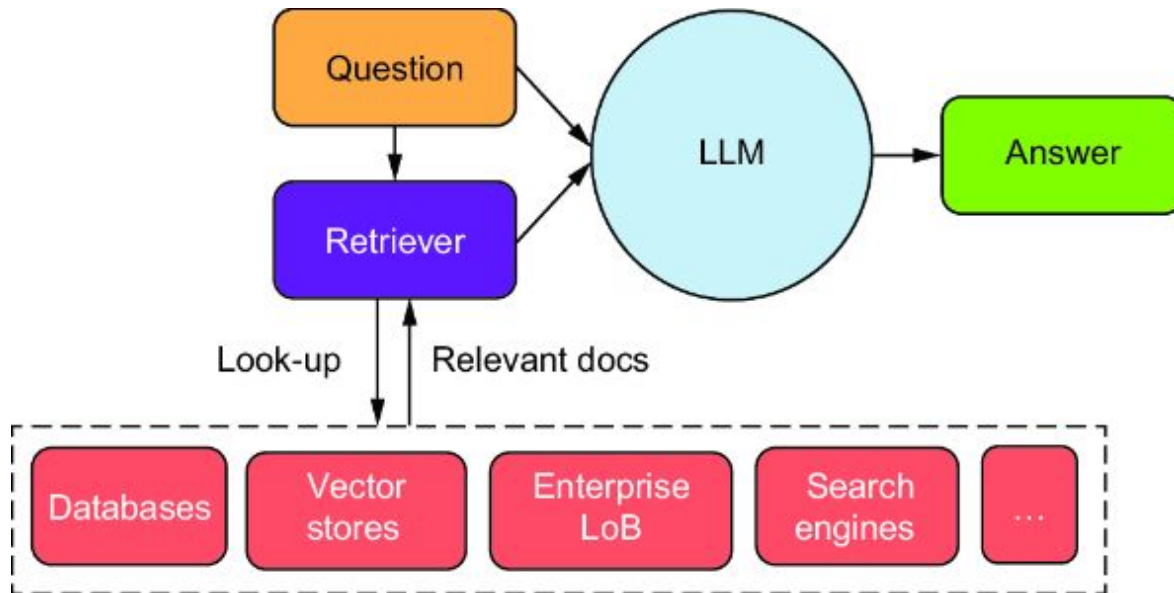 Question
LLM
Answer
Retriever
Look-up
Relevant docs
Databases
Vector
stores
Enterprise
LoB
Search
engines
...